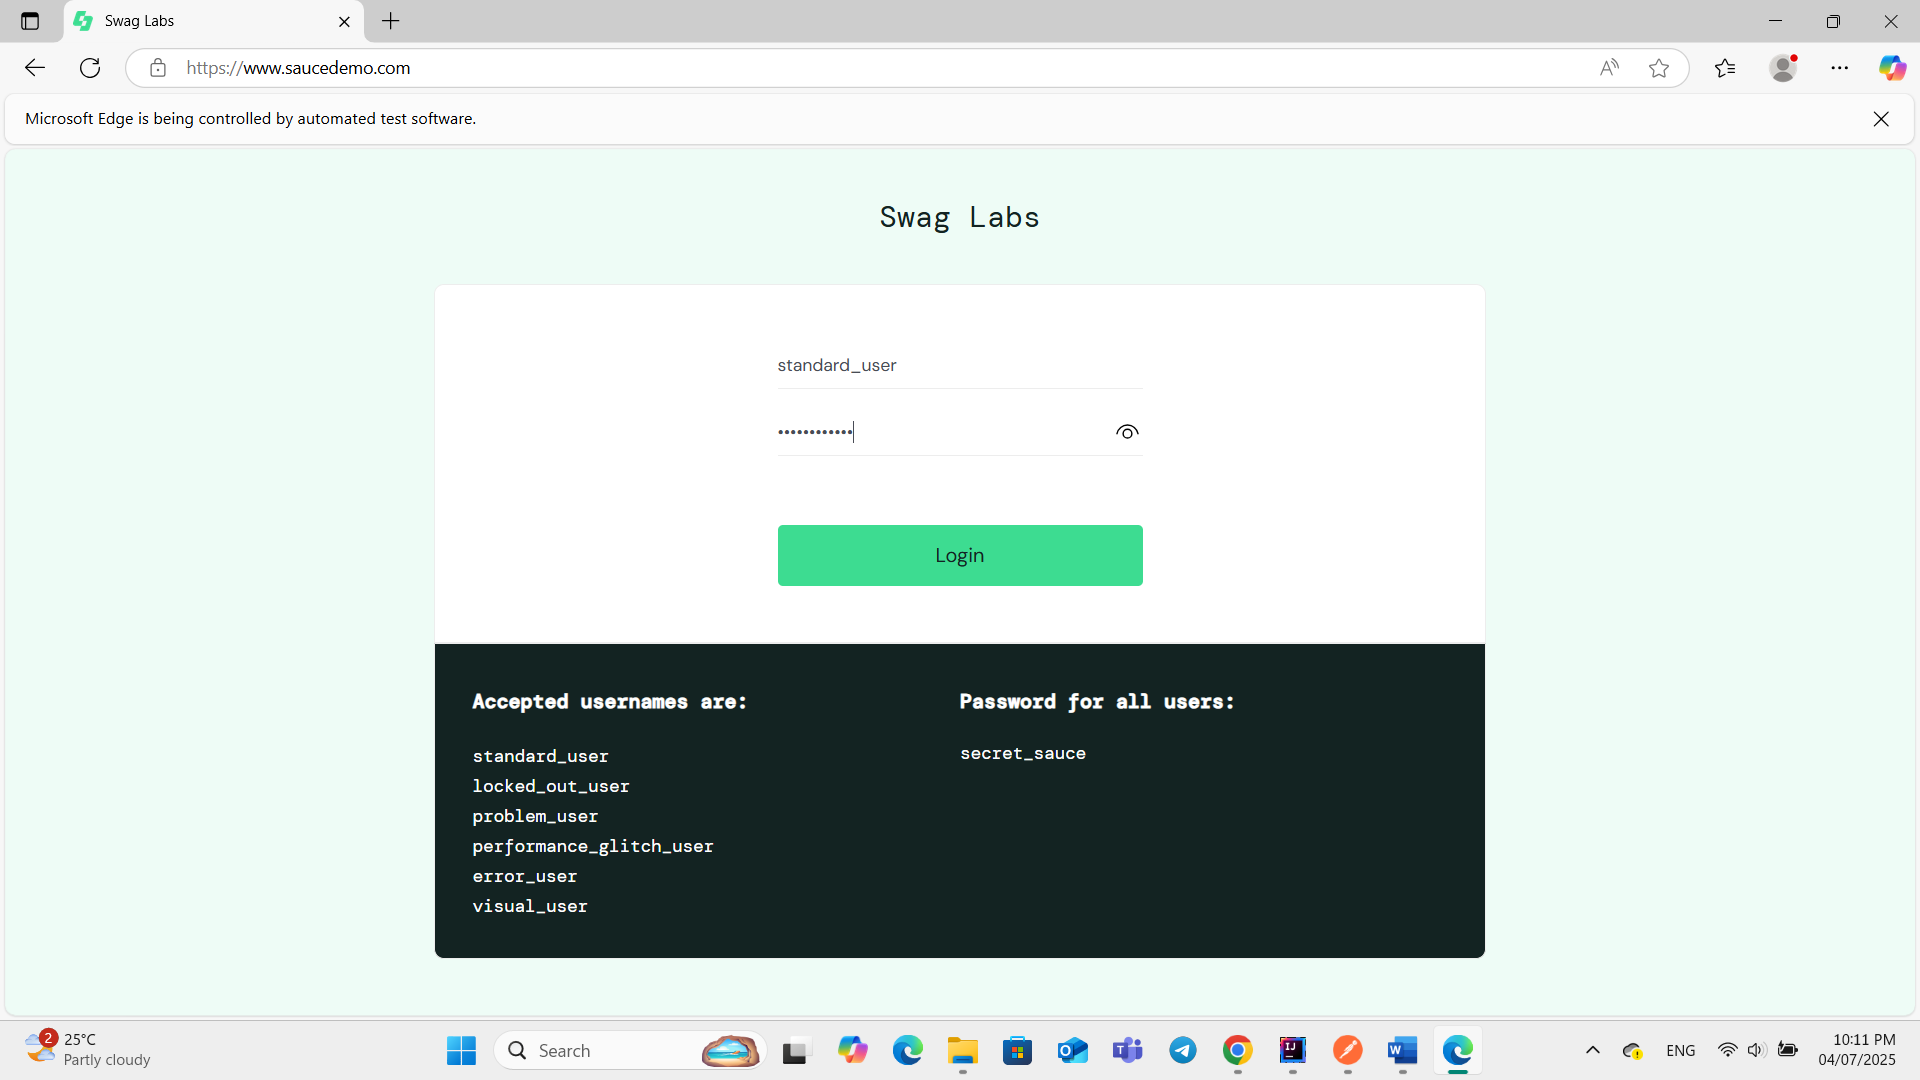 Swag Labs
https://www.saucedemo.com
Microsoft Edge is being controlled by automated test software.
Swag Labs
standard_user
••••••••••••
Login
Accepted usernames are:
standard_user
locked_out_user
problem_user
performance_glitch_user
error_user
visual_user
Password for all users:
secret_sauce
2
25°C
Partly cloudy
Search
ENG
10:11 PM
04/07/2025